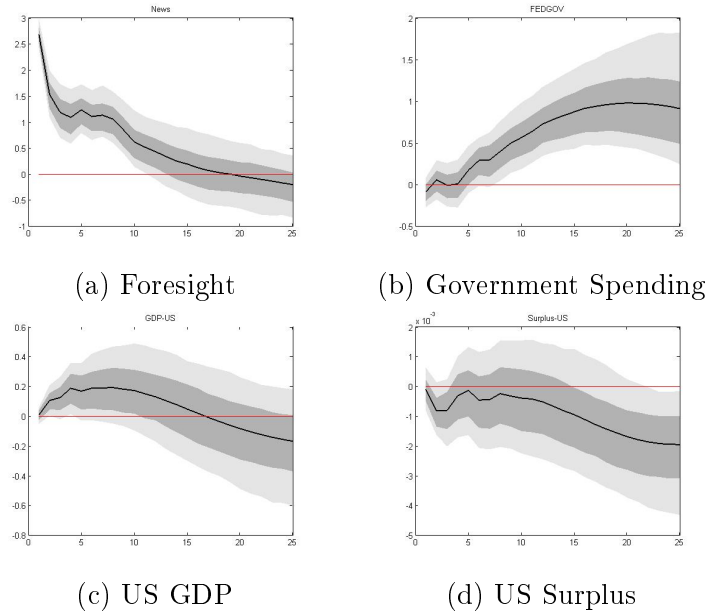 News
3
2.5
2
1.5
1
0.5
0
-0.5
-1
0 5 10 15 20 25
(a) Foresight
FEDGOV
2
1.5
1
0.5
0
-0.5
0 5 10 15 20 25
(b) Government Spending
GDP-US
0.6
0.4
0.2
0
-0.2
-0.4
-0.6
-0.8
0 5 10 15 20 25
(c) US GDP
Surplus-US
x 10⁻³
2
1
0
-1
-2
-3
-4
-5
0 5 10 15 20 25
(d) US Surplus